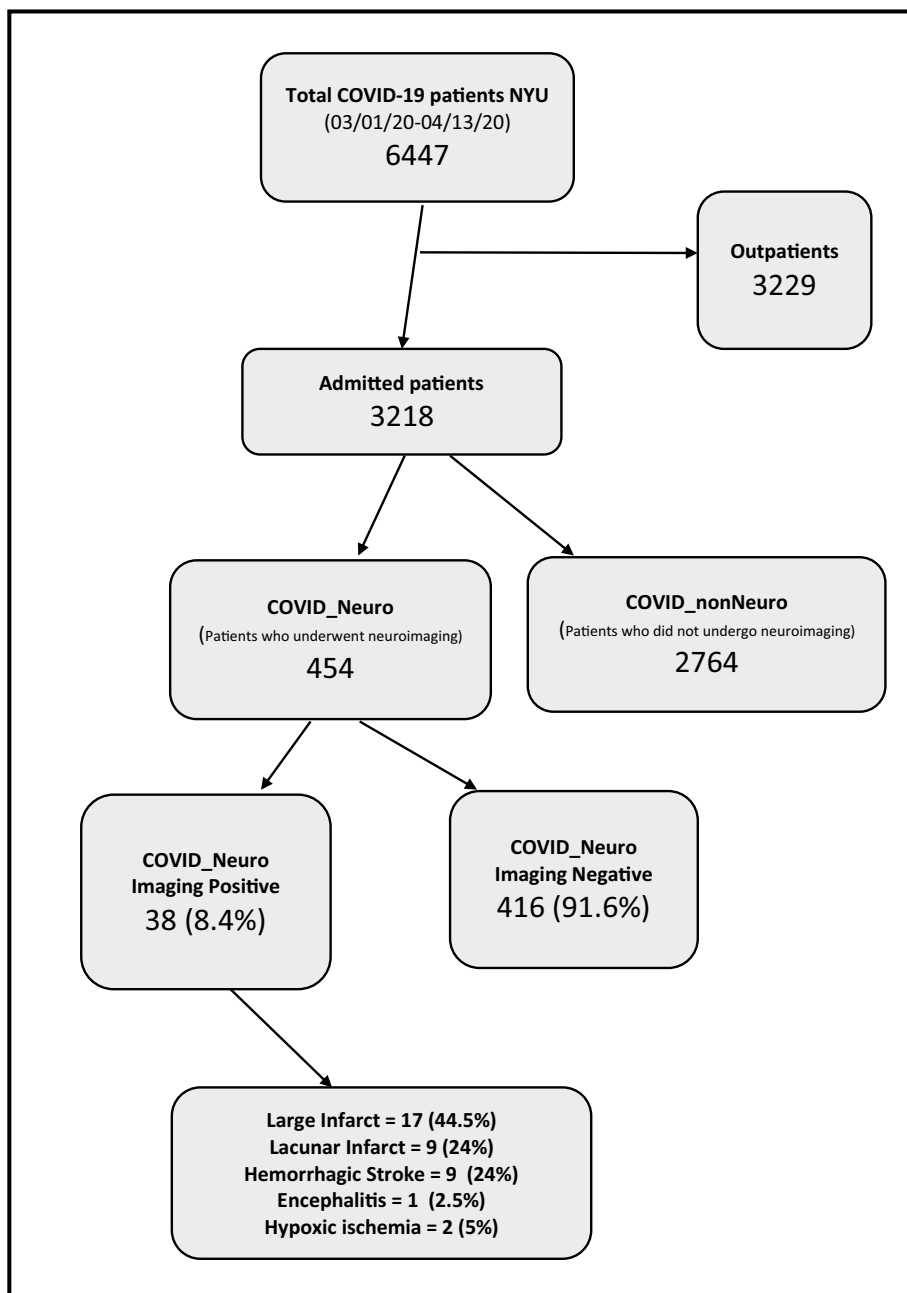 Total COVID-19 patients NYU
(03/01/20-04/13/20)
6447
Outpatients
3229
Admitted patients
3218
COVID_Neuro
(Patients who underwent neuroimaging)
454
COVID_nonNeuro
(Patients who did not undergo neuroimaging)
2764
COVID_Neuro
Imaging Positive
38 (8.4%)
COVID_Neuro
Imaging Negative
416 (91.6%)
Large Infarct = 17 (44.5%)
Lacunar Infarct = 9 (24%)
Hemorrhagic Stroke = 9 (24%)
Encephalitis = 1 (2.5%)
Hypoxic ischemia = 2 (5%)